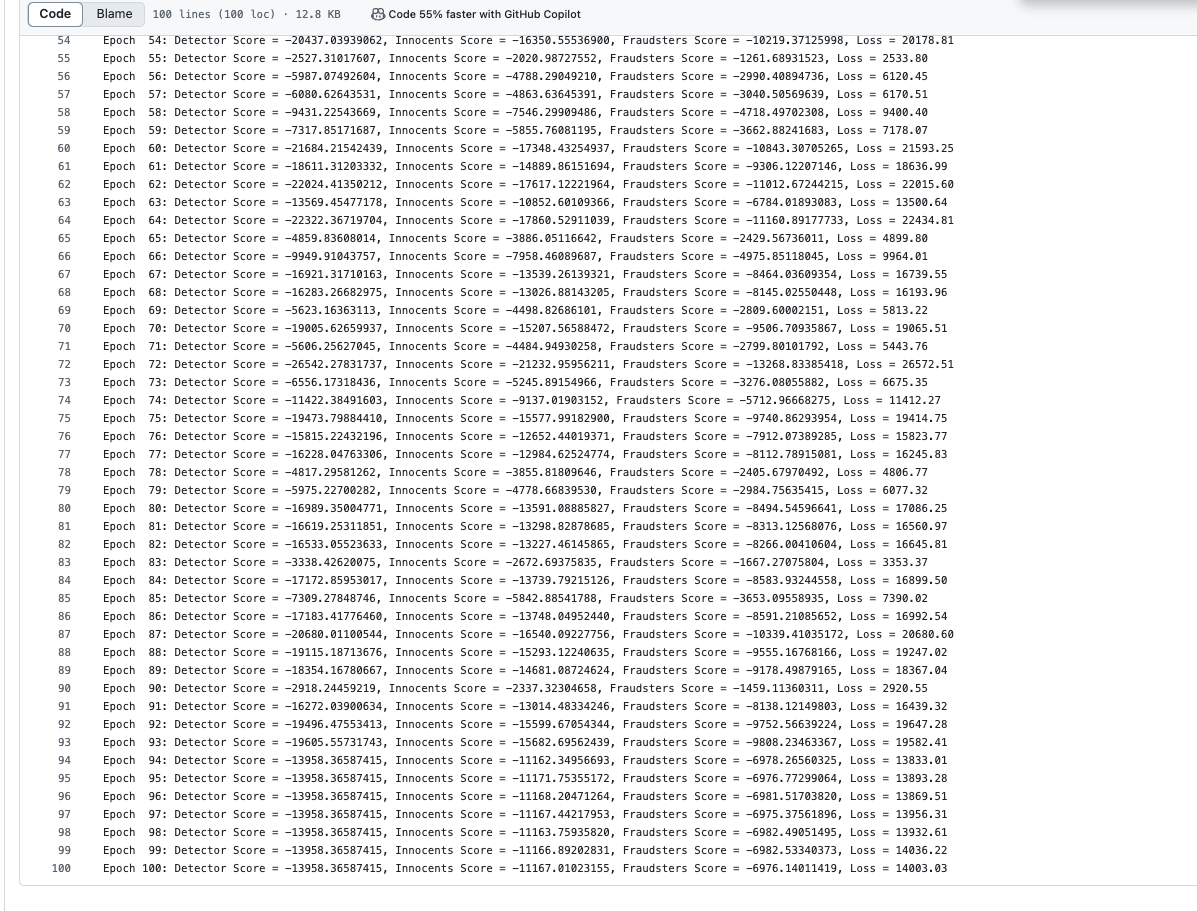 Code Blame 100 lines (100 loc) · 12.8 KB Code 55% faster with GitHub Copilot
54 Epoch 54: Detector Score = -20437.03939062, Innocents Score = -16350.55536900, Fraudsters Score = -10219.37125998, Loss = 20178.81
55 Epoch 55: Detector Score = -2527.31017607, Innocents Score = -2020.98727552, Fraudsters Score = -1261.68931523, Loss = 2533.80
56 Epoch 56: Detector Score = -5987.07492604, Innocents Score = -4788.29049210, Fraudsters Score = -2990.40894736, Loss = 6120.45
57 Epoch 57: Detector Score = -6080.62643531, Innocents Score = -4863.63645391, Fraudsters Score = -3040.50569639, Loss = 6170.51
58 Epoch 58: Detector Score = -9431.22543669, Innocents Score = -7546.29909486, Fraudsters Score = -4718.49702308, Loss = 9400.40
59 Epoch 59: Detector Score = -7317.85171687, Innocents Score = -5855.76081195, Fraudsters Score = -3662.88241683, Loss = 7178.07
60 Epoch 60: Detector Score = -21684.21542439, Innocents Score = -17348.43254937, Fraudsters Score = -10843.30705265, Loss = 21593.25
61 Epoch 61: Detector Score = -18611.31203332, Innocents Score = -14889.86151694, Fraudsters Score = -9306.12207146, Loss = 18636.99
62 Epoch 62: Detector Score = -22024.41350212, Innocents Score = -17617.12221964, Fraudsters Score = -11012.67244215, Loss = 22015.60
63 Epoch 63: Detector Score = -13569.45477178, Innocents Score = -10852.60109366, Fraudsters Score = -6784.01893083, Loss = 13500.64
64 Epoch 64: Detector Score = -22322.36719704, Innocents Score = -17860.52911039, Fraudsters Score = -11160.89177733, Loss = 22434.81
65 Epoch 65: Detector Score = -4859.83608014, Innocents Score = -3886.05116642, Fraudsters Score = -2429.56736011, Loss = 4899.80
66 Epoch 66: Detector Score = -9949.91043757, Innocents Score = -7958.46089687, Fraudsters Score = -4975.85118045, Loss = 9964.01
67 Epoch 67: Detector Score = -16921.31710163, Innocents Score = -13539.26139321, Fraudsters Score = -8464.03609354, Loss = 16739.55
68 Epoch 68: Detector Score = -16283.26682975, Innocents Score = -13026.88143205, Fraudsters Score = -8145.02550448, Loss = 16193.96
69 Epoch 69: Detector Score = -5623.16363113, Innocents Score = -4498.82686101, Fraudsters Score = -2809.60002151, Loss = 5813.22
70 Epoch 70: Detector Score = -19005.62659937, Innocents Score = -15207.56588472, Fraudsters Score = -9506.70935867, Loss = 19065.51
71 Epoch 71: Detector Score = -5606.25627045, Innocents Score = -4484.94930258, Fraudsters Score = -2799.80101792, Loss = 5443.76
72 Epoch 72: Detector Score = -26542.27831737, Innocents Score = -21232.95956211, Fraudsters Score = -13268.83385418, Loss = 26572.51
73 Epoch 73: Detector Score = -6556.17318436, Innocents Score = -5245.89154966, Fraudsters Score = -3276.08055882, Loss = 6675.35
74 Epoch 74: Detector Score = -11422.38491603, Innocents Score = -9137.01903152, Fraudsters Score = -5712.96668275, Loss = 11412.27
75 Epoch 75: Detector Score = -19473.79884410, Innocents Score = -15577.99182900, Fraudsters Score = -9740.86293954, Loss = 19414.75
76 Epoch 76: Detector Score = -15815.22432196, Innocents Score = -12652.44019371, Fraudsters Score = -7912.07389285, Loss = 15823.77
77 Epoch 77: Detector Score = -16228.04763306, Innocents Score = -12984.62524774, Fraudsters Score = -8112.78915081, Loss = 16245.83
78 Epoch 78: Detector Score = -4817.29581262, Innocents Score = -3855.81809646, Fraudsters Score = -2405.67970492, Loss = 4806.77
79 Epoch 79: Detector Score = -5975.22700282, Innocents Score = -4778.66839530, Fraudsters Score = -2984.75635415, Loss = 6077.32
80 Epoch 80: Detector Score = -16989.35004771, Innocents Score = -13591.08885827, Fraudsters Score = -8494.54596641, Loss = 17086.25
81 Epoch 81: Detector Score = -16619.25311851, Innocents Score = -13298.82878685, Fraudsters Score = -8313.12568076, Loss = 16560.97
82 Epoch 82: Detector Score = -16533.05523633, Innocents Score = -13227.46145865, Fraudsters Score = -8266.00410604, Loss = 16645.81
83 Epoch 83: Detector Score = -3338.42620075, Innocents Score = -2672.69375835, Fraudsters Score = -1667.27075804, Loss = 3353.37
84 Epoch 84: Detector Score = -17172.85953017, Innocents Score = -13739.79215126, Fraudsters Score = -8583.93244558, Loss = 16899.50
85 Epoch 85: Detector Score = -7309.27848746, Innocents Score = -5842.88541788, Fraudsters Score = -3653.09558935, Loss = 7390.02
86 Epoch 86: Detector Score = -17183.41776460, Innocents Score = -13748.04952440, Fraudsters Score = -8591.21085652, Loss = 16992.54
87 Epoch 87: Detector Score = -20680.01100544, Innocents Score = -16540.09227756, Fraudsters Score = -10339.41035172, Loss = 20680.60
88 Epoch 88: Detector Score = -19115.18713676, Innocents Score = -15293.12240635, Fraudsters Score = -9555.16768166, Loss = 19247.02
89 Epoch 89: Detector Score = -18354.16780667, Innocents Score = -14681.08724624, Fraudsters Score = -9178.49879165, Loss = 18367.04
90 Epoch 90: Detector Score = -2918.24459219, Innocents Score = -2337.32304658, Fraudsters Score = -1459.11360311, Loss = 2920.55
91 Epoch 91: Detector Score = -16272.03900634, Innocents Score = -13014.48334246, Fraudsters Score = -8138.12149803, Loss = 16439.32
92 Epoch 92: Detector Score = -19496.47553413, Innocents Score = -15599.67054344, Fraudsters Score = -9752.56639224, Loss = 19647.28
93 Epoch 93: Detector Score = -19605.55731743, Innocents Score = -15682.69562439, Fraudsters Score = -9808.23463367, Loss = 19582.41
94 Epoch 94: Detector Score = -13958.36587415, Innocents Score = -11162.34956693, Fraudsters Score = -6978.26560325, Loss = 13833.01
95 Epoch 95: Detector Score = -13958.36587415, Innocents Score = -11171.75355172, Fraudsters Score = -6976.77299064, Loss = 13893.28
96 Epoch 96: Detector Score = -13958.36587415, Innocents Score = -11168.20471264, Fraudsters Score = -6981.51703820, Loss = 13869.51
97 Epoch 97: Detector Score = -13958.36587415, Innocents Score = -11167.44217953, Fraudsters Score = -6975.37561896, Loss = 13956.31
98 Epoch 98: Detector Score = -13958.36587415, Innocents Score = -11163.75935820, Fraudsters Score = -6982.49051495, Loss = 13932.61
99 Epoch 99: Detector Score = -13958.36587415, Innocents Score = -11166.89202831, Fraudsters Score = -6982.53340373, Loss = 14036.22
100 Epoch 100: Detector Score = -13958.36587415, Innocents Score = -11167.01023155, Fraudsters Score = -6976.14011419, Loss = 14003.03